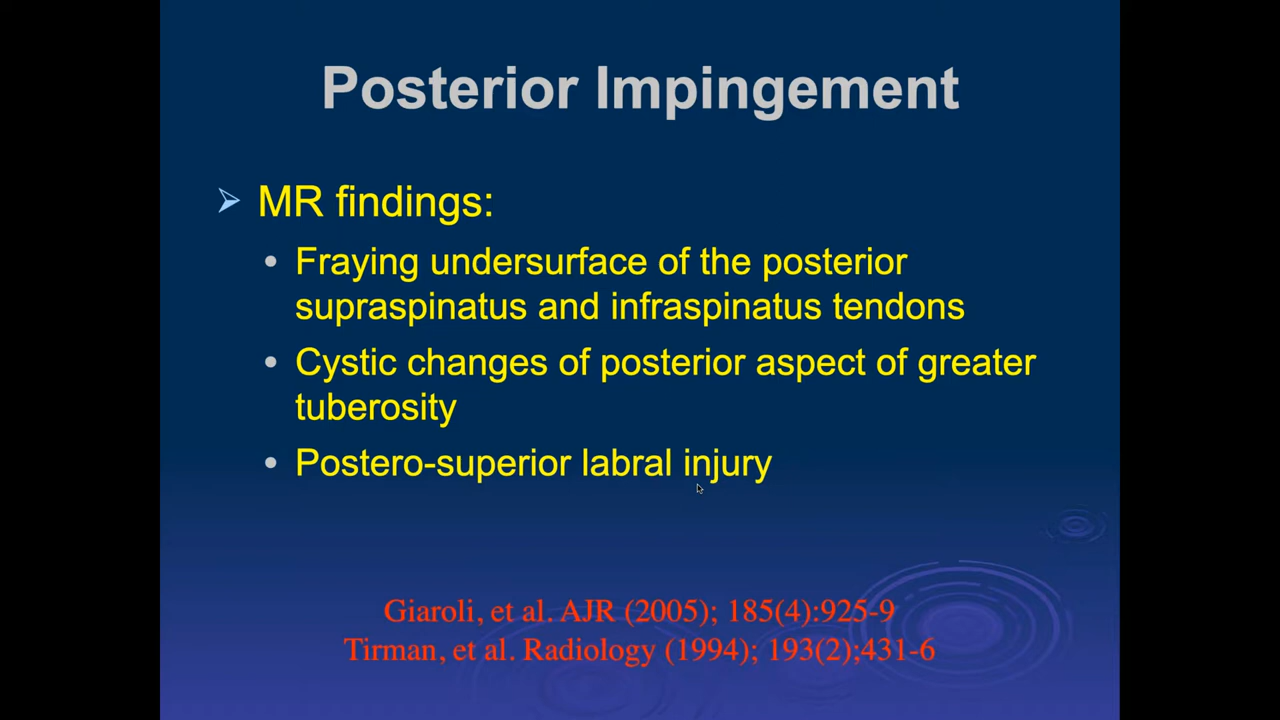 Posterior Impingement
MR findings:
Fraying undersurface of the posterior
supraspinatus and infraspinatus tendons
Cystic changes of posterior aspect of greater
tuberosity
Postero-superior labral injury
Giaroli, et al. AJR (2005); 185(4):925-9
Tirman, et al. Radiology (1994); 193(2);431-6